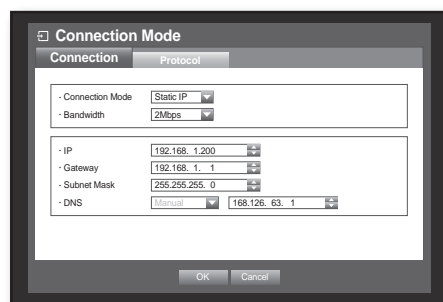 Connection Mode
Connection Protocol
· Connection Mode Static IP
· Bandwidth 2Mbps
· IP 192.168. 1.200
· Gateway 192.168. 1. 1
· Subnet Mask 255.255.255. 0
· DNS Manual 168.126. 63. 1
OK Cancel